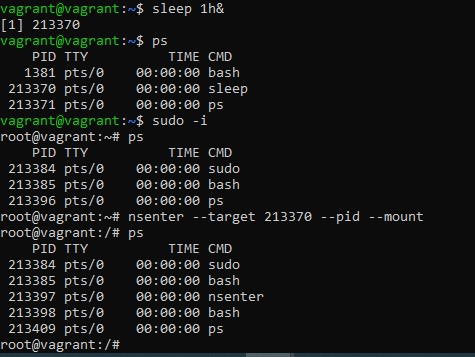 vagrant@vagrant:~$ sleep 1h&
[1] 213370
vagrant@vagrant:~$ ps
    PID TTY          TIME CMD
   1381 pts/0    00:00:00 bash
 213370 pts/0    00:00:00 sleep
 213371 pts/0    00:00:00 ps
vagrant@vagrant:~$ sudo -i
root@vagrant:~# ps
    PID TTY          TIME CMD
 213384 pts/0    00:00:00 sudo
 213385 pts/0    00:00:00 bash
 213396 pts/0    00:00:00 ps
root@vagrant:~# nsenter --target 213370 --pid --mount
root@vagrant:/# ps
    PID TTY          TIME CMD
 213384 pts/0    00:00:00 sudo
 213385 pts/0    00:00:00 bash
 213397 pts/0    00:00:00 nsenter
 213398 pts/0    00:00:00 bash
 213409 pts/0    00:00:00 ps
root@vagrant:/#